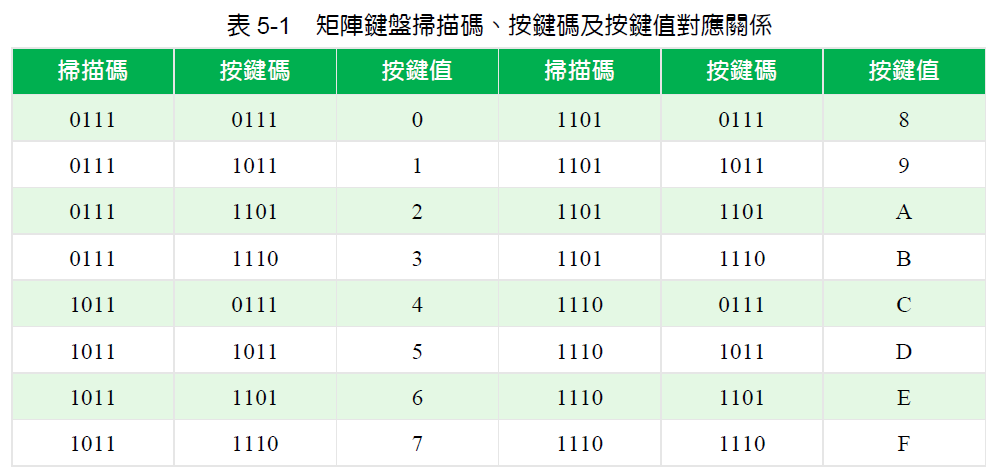 表 5-1 矩陣鍵盤掃描碼、按鍵碼及按鍵值對應關係
掃描碼 按鍵碼 按鍵值 掃描碼 按鍵碼 按鍵值
0111 0111 0 1101 0111 8
0111 1011 1 1101 1011 9
0111 1101 2 1101 1101 A
0111 1110 3 1101 1110 B
1011 0111 4 1110 0111 C
1011 1011 5 1110 1011 D
1011 1101 6 1110 1101 E
1011 1110 7 1110 1110 F